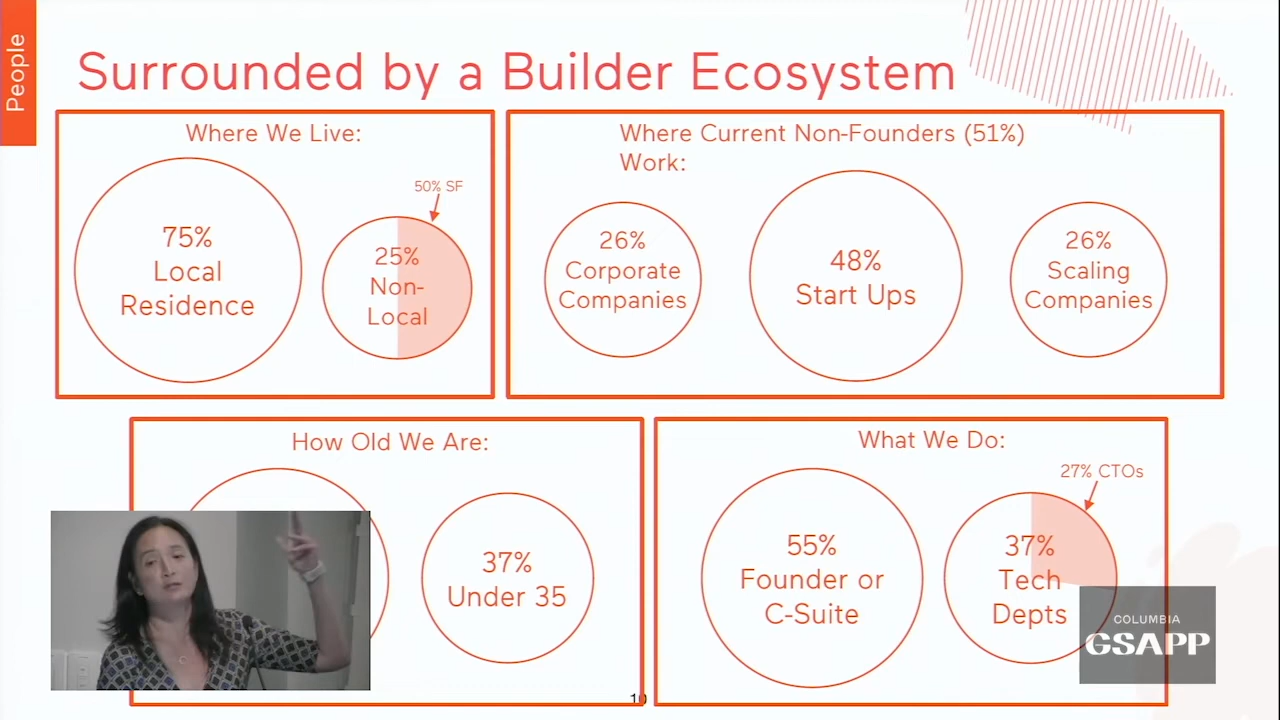 People
Surrounded by a Builder Ecosystem
Where We Live:
75%
Local
Residence
50% SF
25%
Non-
Local
Where Current Non-Founders (51%)
Work:
26%
Corporate
Companies
48%
Start Ups
26%
Scaling
Companies
How Old We Are:
37%
Under 35
What We Do:
55%
Founder or
C-Suite
27% CTOs
37%
Tech
Depts
10
COLUMBIA
GSAPP